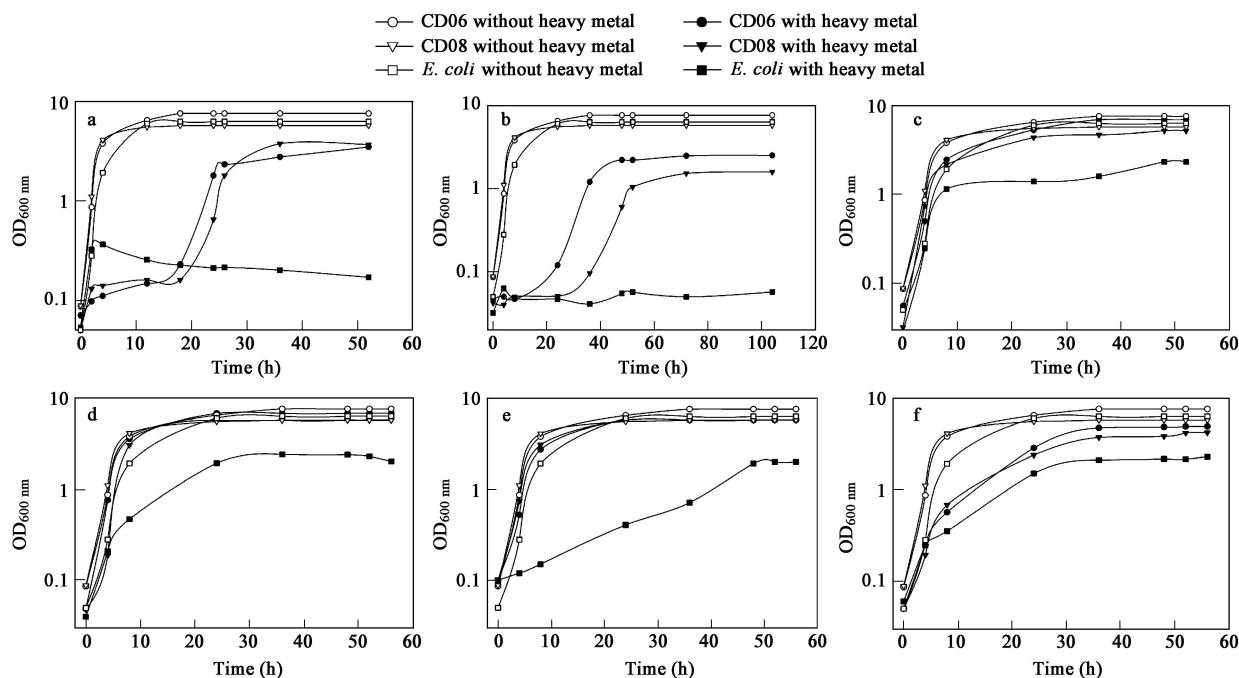 CD06 without heavy metal
CD06 with heavy metal
CD08 without heavy metal
CD08 with heavy metal
E. coli without heavy metal
E. coli with heavy metal
a
10
1
0.1
OD600 nm
0 10 20 30 40 50 60
Time (h)
b
10
1
0.1
OD600 nm
0 20 40 60 80 100 120
Time (h)
c
10
1
0.1
OD600 nm
0 10 20 30 40 50 60
Time (h)
d
10
1
0.1
OD600 nm
0 10 20 30 40 50 60
Time (h)
e
10
1
0.1
OD600 nm
0 10 20 30 40 50 60
Time (h)
f
10
1
0.1
OD600 nm
0 10 20 30 40 50 60
Time (h)